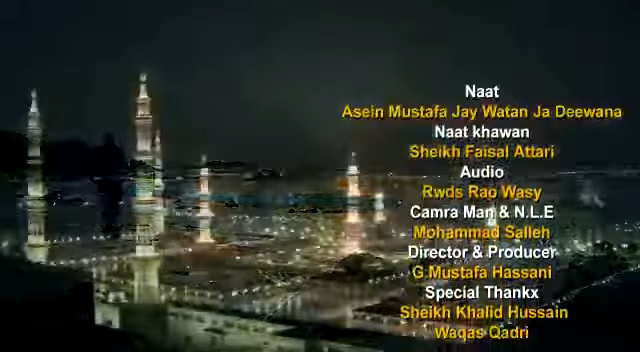 Naat
Asein Mustafa Jay Watan Ja Deewana
Naat khawan
Sheikh Faisal Attari
Audio
Rwds Rao Wasy
Camra Man & N.L.E
Mohammad Salleh
Director & Producer
G Mustafa Hassani
Special Thankx
Sheikh Khalid Hussain
Waqas Qadri